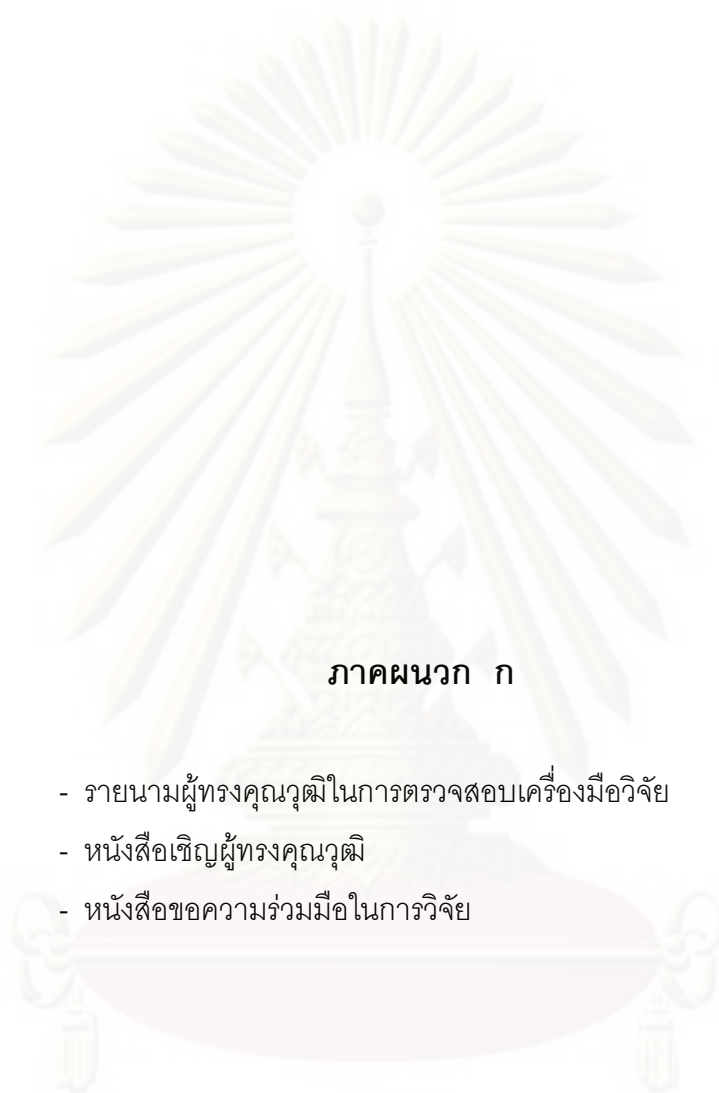 ภาคผนวก ก
- รายนามผู้ทรงคุณวุฒิในการตรวจสอบเครื่องมือวิจัย
- หนังสือเชิญผู้ทรงคุณวุฒิ
- หนังสือขอความร่วมมือในการวิจัย